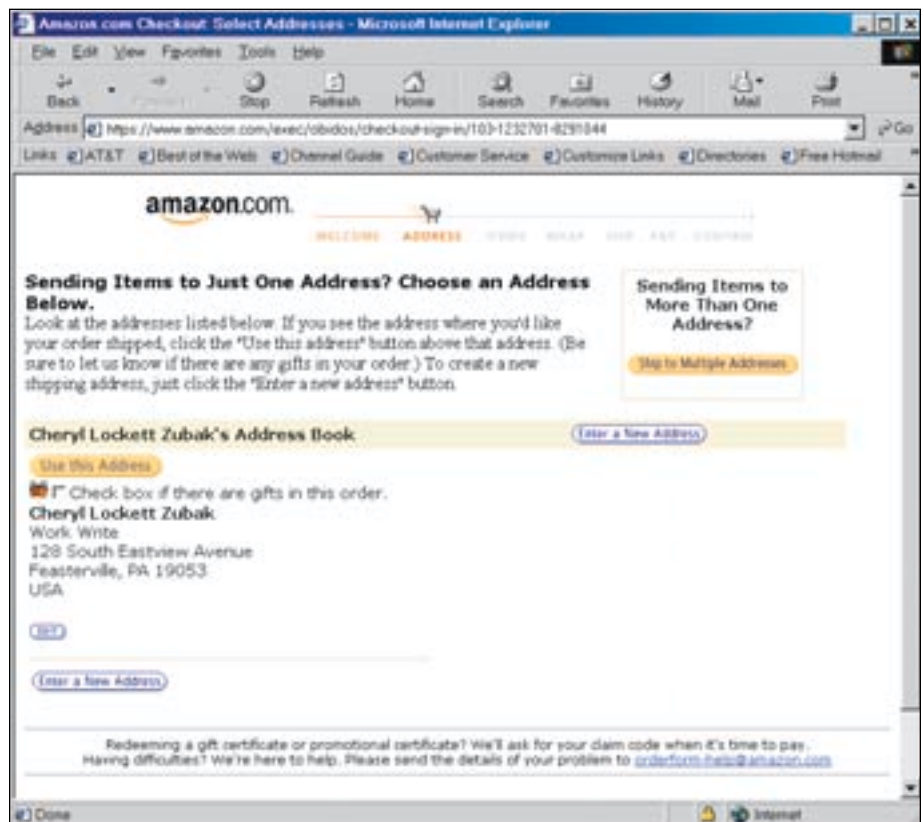 Amazon.com Checkout: Select Addresses - Microsoft Internet Explorer
File Edit View Favorites Tools Help
Back Forward Stop Refresh Home Search Favorites History Mail Print
Address https://www.amazon.com/exec/obidos/checkout-sign-in/103-1232701-8291044 Go
Links AT&T Best of the Web Channel Guide Customer Service Customize Links Directories Free Hotmail
amazon.com.
WELCOME ADDRESS ITEMS WRAP SHIP PAY CONFIRM
Sending Items to Just One Address? Choose an Address
Below.
Look at the addresses listed below. If you see the address where you'd like
your order shipped, click the "Use this address" button above that address. (Be
sure to let us know if there are any gifts in your order.) To create a new
shipping address, just click the "Enter a new address" button.
Sending Items to
More Than One
Address?
Ship to Multiple Addresses
Cheryl Lockett Zubak's Address Book
Enter a New Address
Use this Address
Check box if there are gifts in this order.
Cheryl Lockett Zubak
Work Write
128 South Eastview Avenue
Feasterville, PA 19053
USA
EDIT
Enter a New Address
Redeeming a gift certificate or promotional certificate? We'll ask for your claim code when it's time to pay.
Having difficulties? We're here to help. Please send the details of your problem to orderform-help@amazon.com
Done Internet